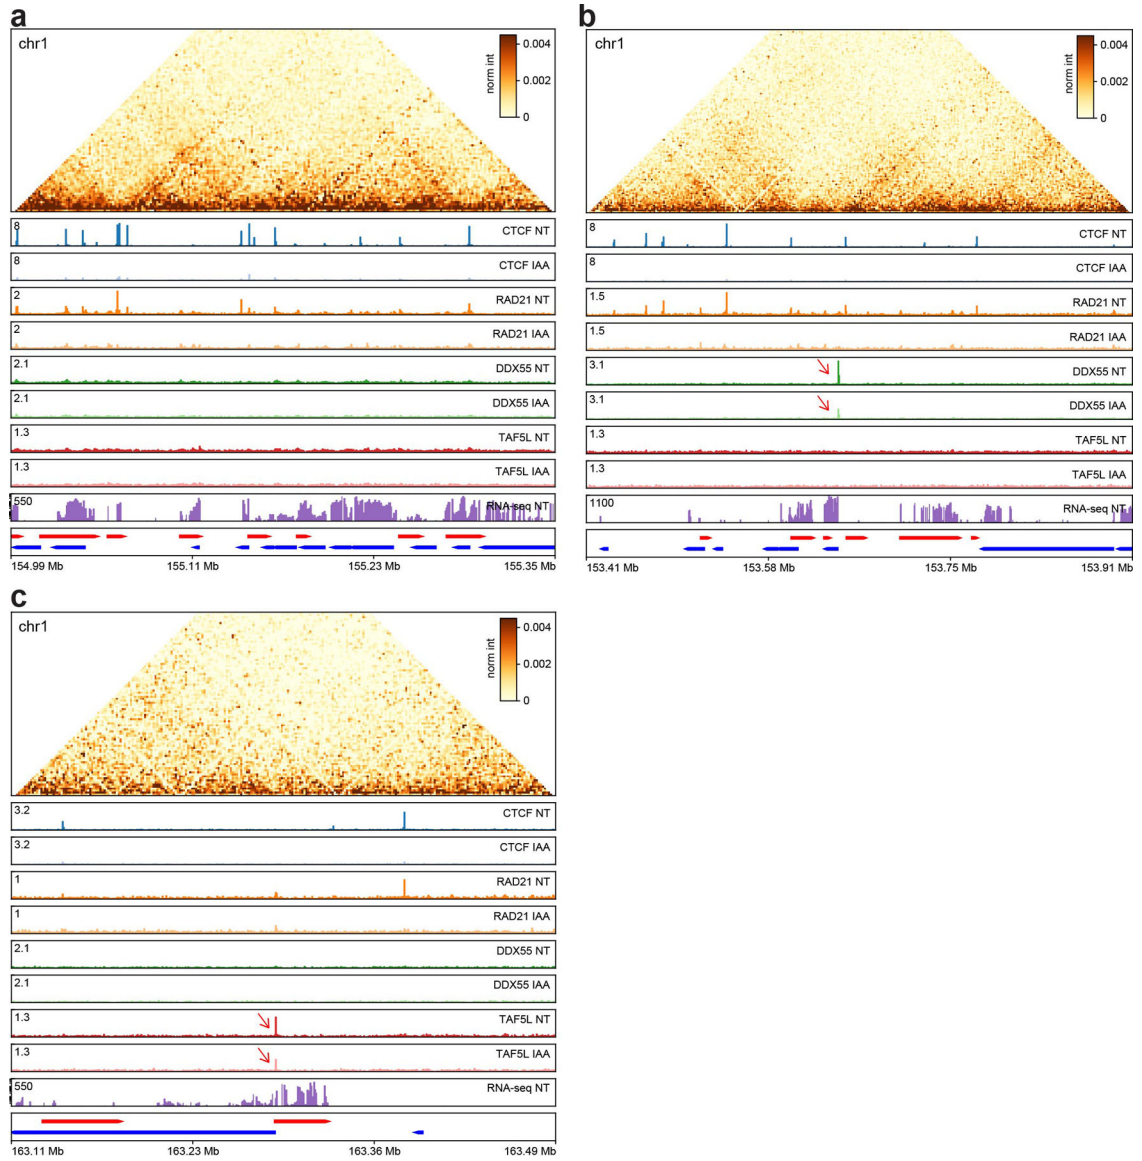 a
chr1
norm int
0.004
0.002
0
8
CTCF NT
8
CTCF IAA
2
RAD21 NT
2
RAD21 IAA
2.1
DDX55 NT
2.1
DDX55 IAA
1.3
TAF5L NT
1.3
TAF5L IAA
550
RNA-seq NT
154.99 Mb
155.11 Mb
155.23 Mb
155.35 Mb
b
chr1
norm int
0.004
0.002
0
8
CTCF NT
8
CTCF IAA
1.5
RAD21 NT
1.5
RAD21 IAA
3.1
DDX55 NT
3.1
DDX55 IAA
1.3
TAF5L NT
1.3
TAF5L IAA
1100
RNA-seq NT
153.41 Mb
153.58 Mb
153.75 Mb
153.91 Mb
c
chr1
norm int
0.004
0.002
0
3.2
CTCF NT
3.2
CTCF IAA
1
RAD21 NT
1
RAD21 IAA
2.1
DDX55 NT
2.1
DDX55 IAA
1.3
TAF5L NT
1.3
TAF5L IAA
550
RNA-seq NT
163.11 Mb
163.23 Mb
163.36 Mb
163.49 Mb